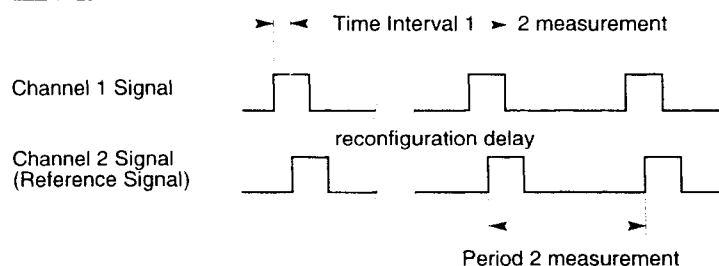 Time Interval 1 ➤ 2 measurement
Channel 1 Signal
reconfiguration delay
Channel 2 Signal
(Reference Signal)
Period 2 measurement